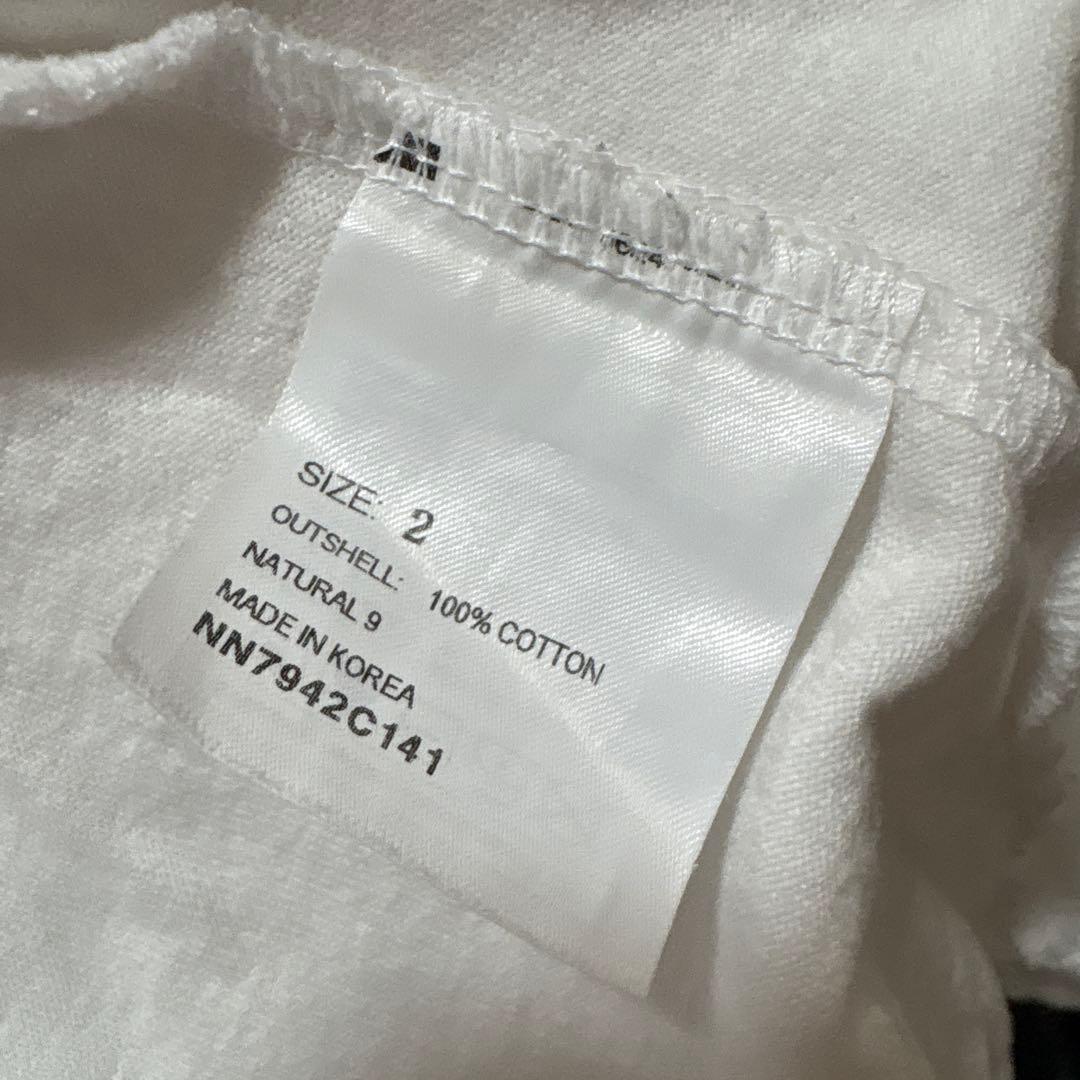 SIZE: 2
OUTSHELL: 100% COTTON
NATURAL 9
MADE IN KOREA
NN7942C141